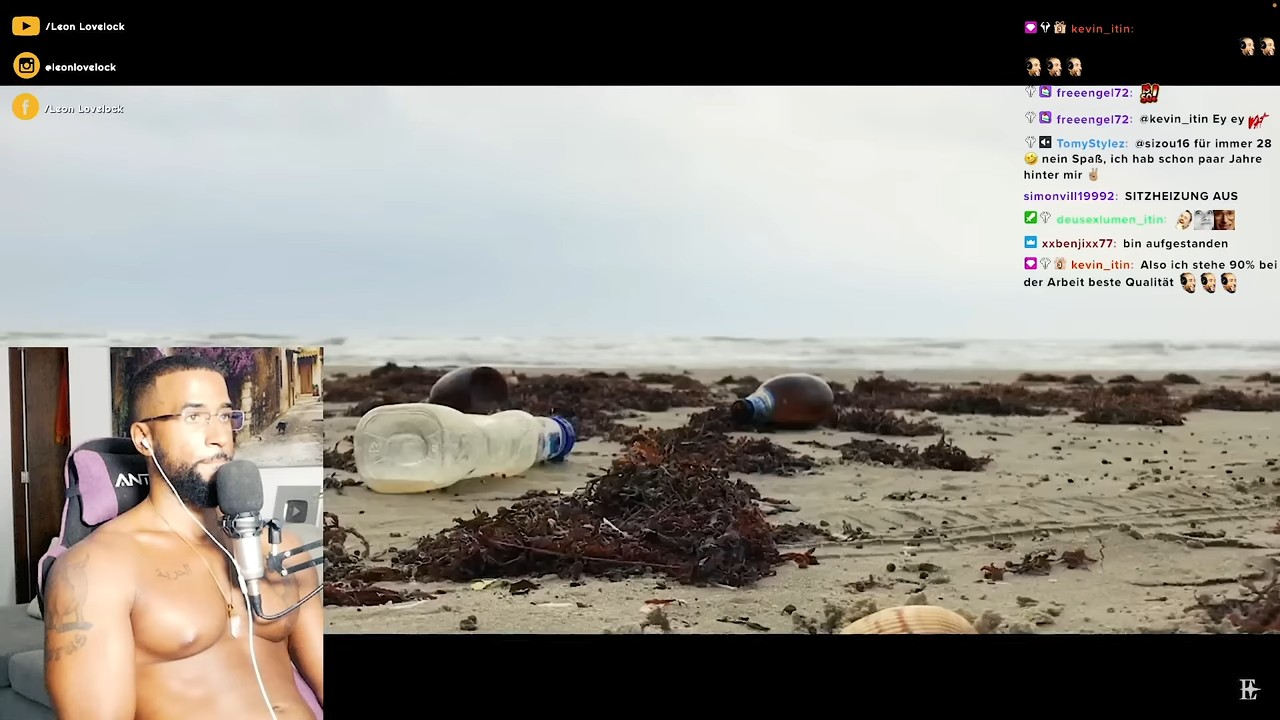 /Leon Lovelock
@leonlovelock
/Leon Lovelock
kevin_itin:
freeengel72:
freeengel72: @kevin_itin Ey ey
TomyStylez: @sizou16 für immer 28
nein Spaß, ich hab schon paar Jahre
hinter mir
simonvill19992: SITZHEIZUNG AUS
deusexlumen_itin:
xxbenjixx77: bin aufgestanden
kevin_itin: Also ich stehe 90% bei
der Arbeit beste Qualität
ANT